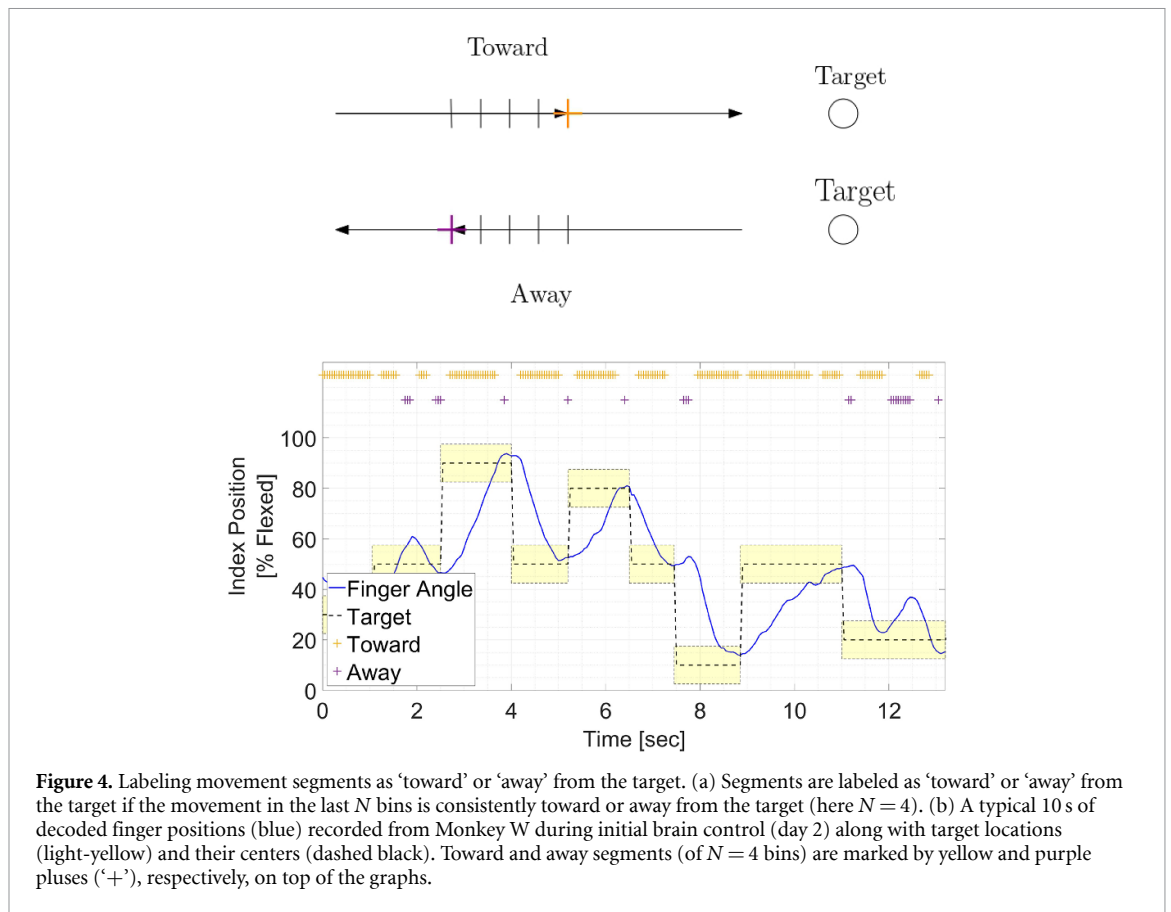 Toward
Target
Target
Away
100
80
60
40
20
0
Index Position
[% Flexed]
Finger Angle
Target
Toward
Away
0 2 4 6 8 10 12
Time [sec]
Figure 4. Labeling movement segments as ‘toward’ or ‘away’ from the target. (a) Segments are labeled as ‘toward’ or ‘away’ from
the target if the movement in the last N bins is consistently toward or away from the target (here N = 4). (b) A typical 10 s of
decoded finger positions (blue) recorded from Monkey W during initial brain control (day 2) along with target locations
(light-yellow) and their centers (dashed black). Toward and away segments (of N = 4 bins) are marked by yellow and purple
pluses (‘+’), respectively, on top of the graphs.